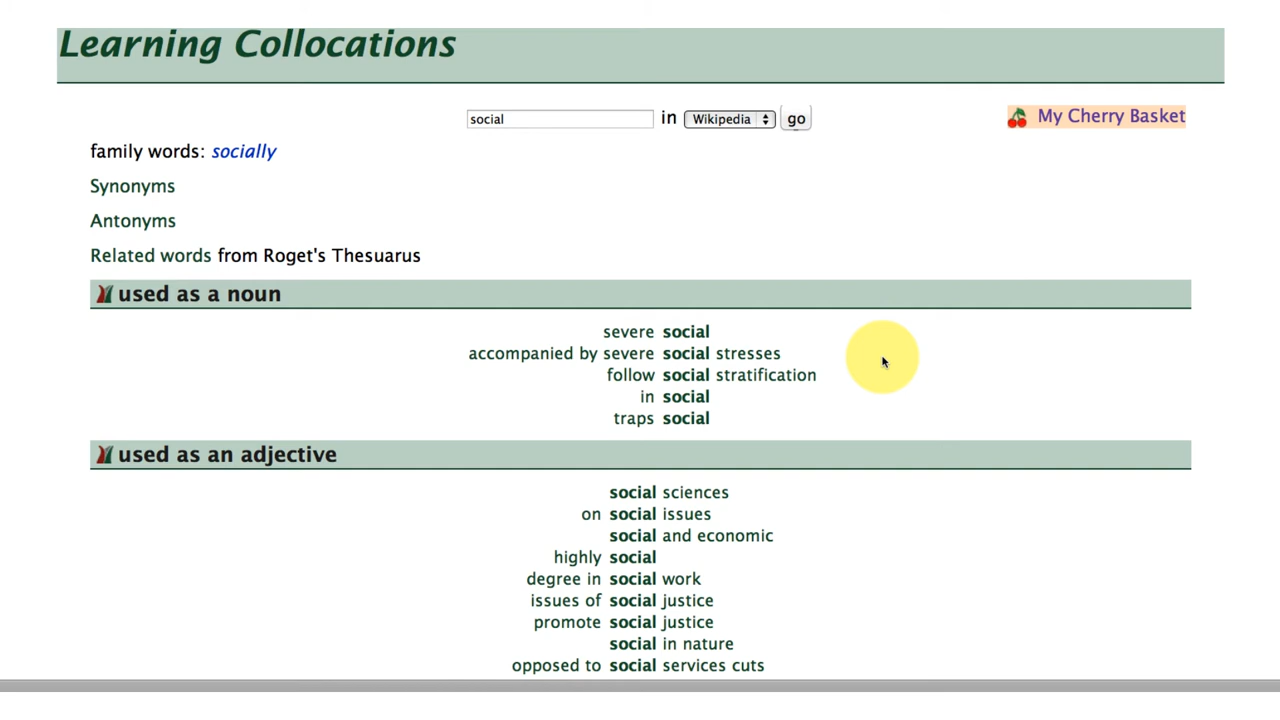 Learning Collocations
social in Wikipedia go My Cherry Basket
family words: socially
Synonyms
Antonyms
Related words from Roget's Thesuarus
used as a noun
severe social
accompanied by severe social stresses
follow social stratification
in social
traps social
used as an adjective
social sciences
on social issues
social and economic
highly social
degree in social work
issues of social justice
promote social justice
social in nature
opposed to social services cuts